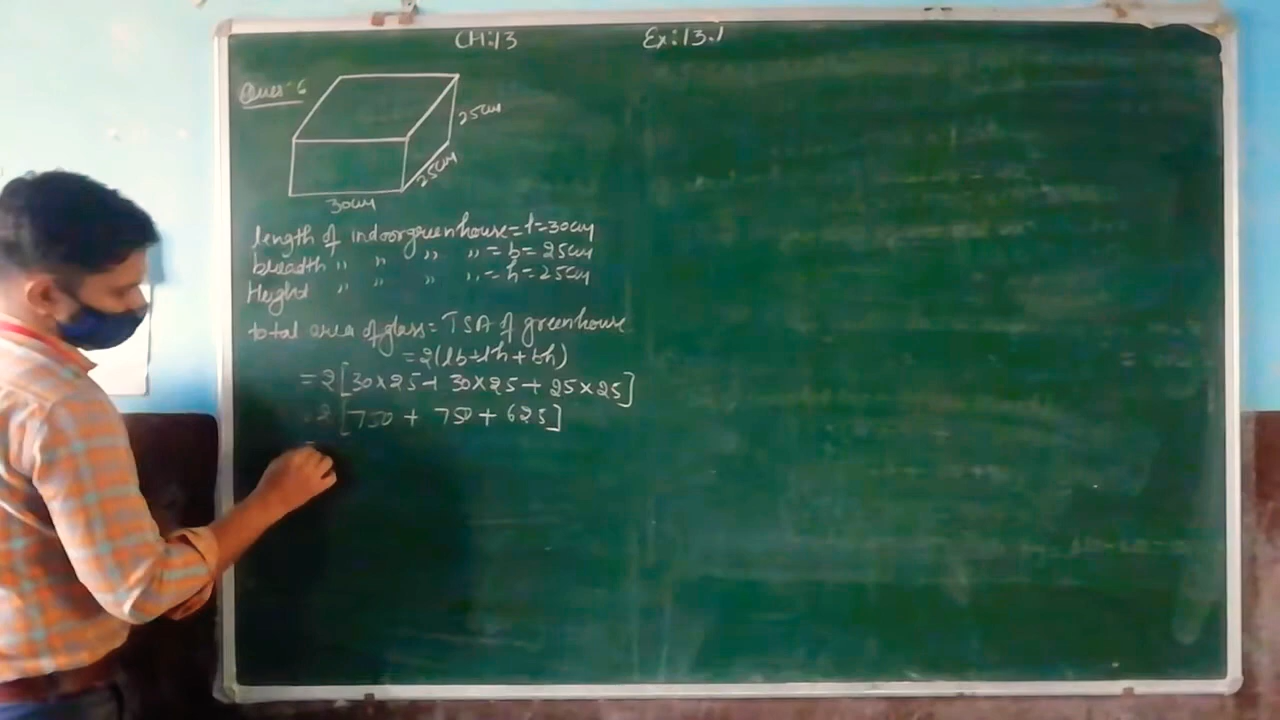 CH:13 Ex:13.1
Ques-6
25cm
25cm
30cm
length of indoor greenhouse = l = 30cm
breadth " " " " = b = 25cm
Height " " " " = h = 25cm
total area of glass = TSA of greenhouse
= 2(lb+lh+bh)
= 2[30×25+ 30×25+ 25×25]
= 2[750 + 750 + 625]
=